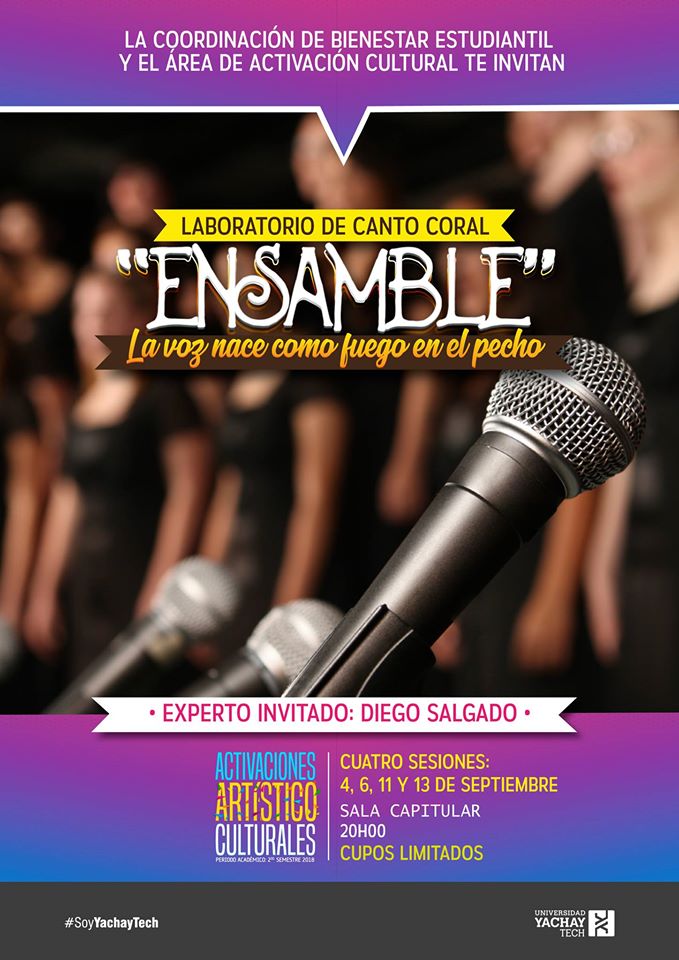 LA COORDINACIÓN DE BIENESTAR ESTUDIANTIL
Y EL ÁREA DE ACTIVACIÓN CULTURAL TE INVITAN
LABORATORIO DE CANTO CORAL
"ENSAMBLE"
La voz nace como fuego en el pecho
• EXPERTO INVITADO: DIEGO SALGADO •
ACTIVACIONES
ARTÍSTICO
CULTURALES
PERIODO ACADÉMICO: 2DO SEMESTRE 2018
CUATRO SESIONES:
4, 6, 11 Y 13 DE SEPTIEMBRE
SALA CAPITULAR
20H00
CUPOS LIMITADOS
#SoyYachayTech
UNIVERSIDAD
YACHAY
TECH